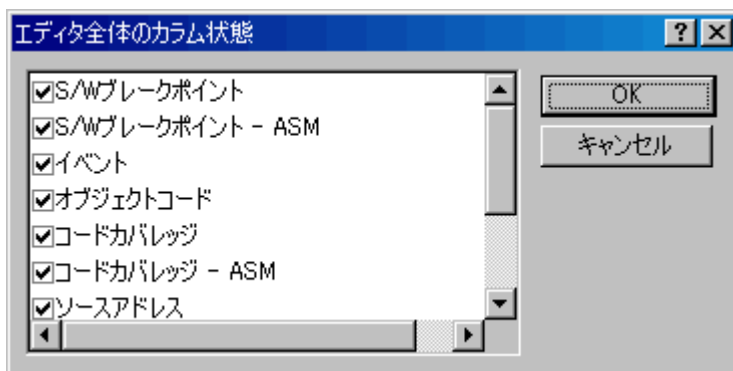 エディタ全体のカラム状態
S/Wブレークポイント
S/Wブレークポイント - ASM
イベント
オブジェクトコード
コードカバレッジ
コードカバレッジ - ASM
ソースアドレス
OK
キャンセル